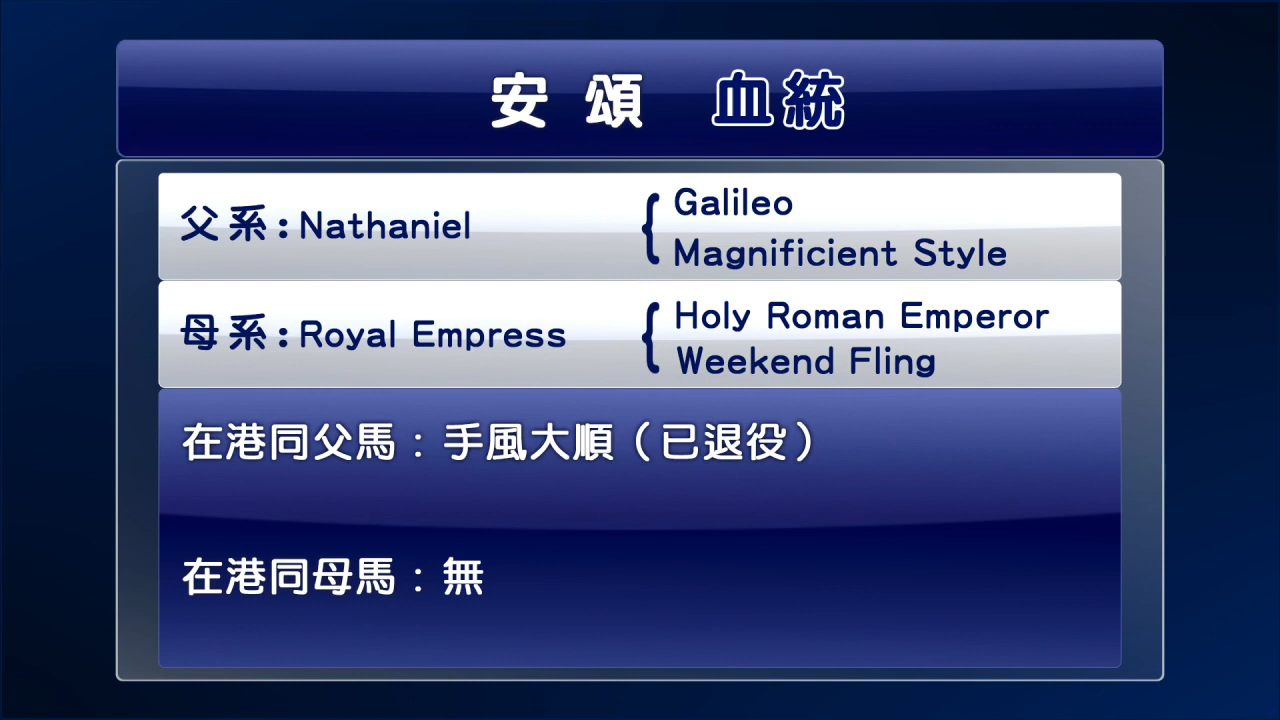 安頌 血統
父系：Nathaniel { Galileo
Magnificient Style
母系：Royal Empress { Holy Roman Emperor
Weekend Fling
在港同父馬：手風大順（已退役）
在港同母馬：無